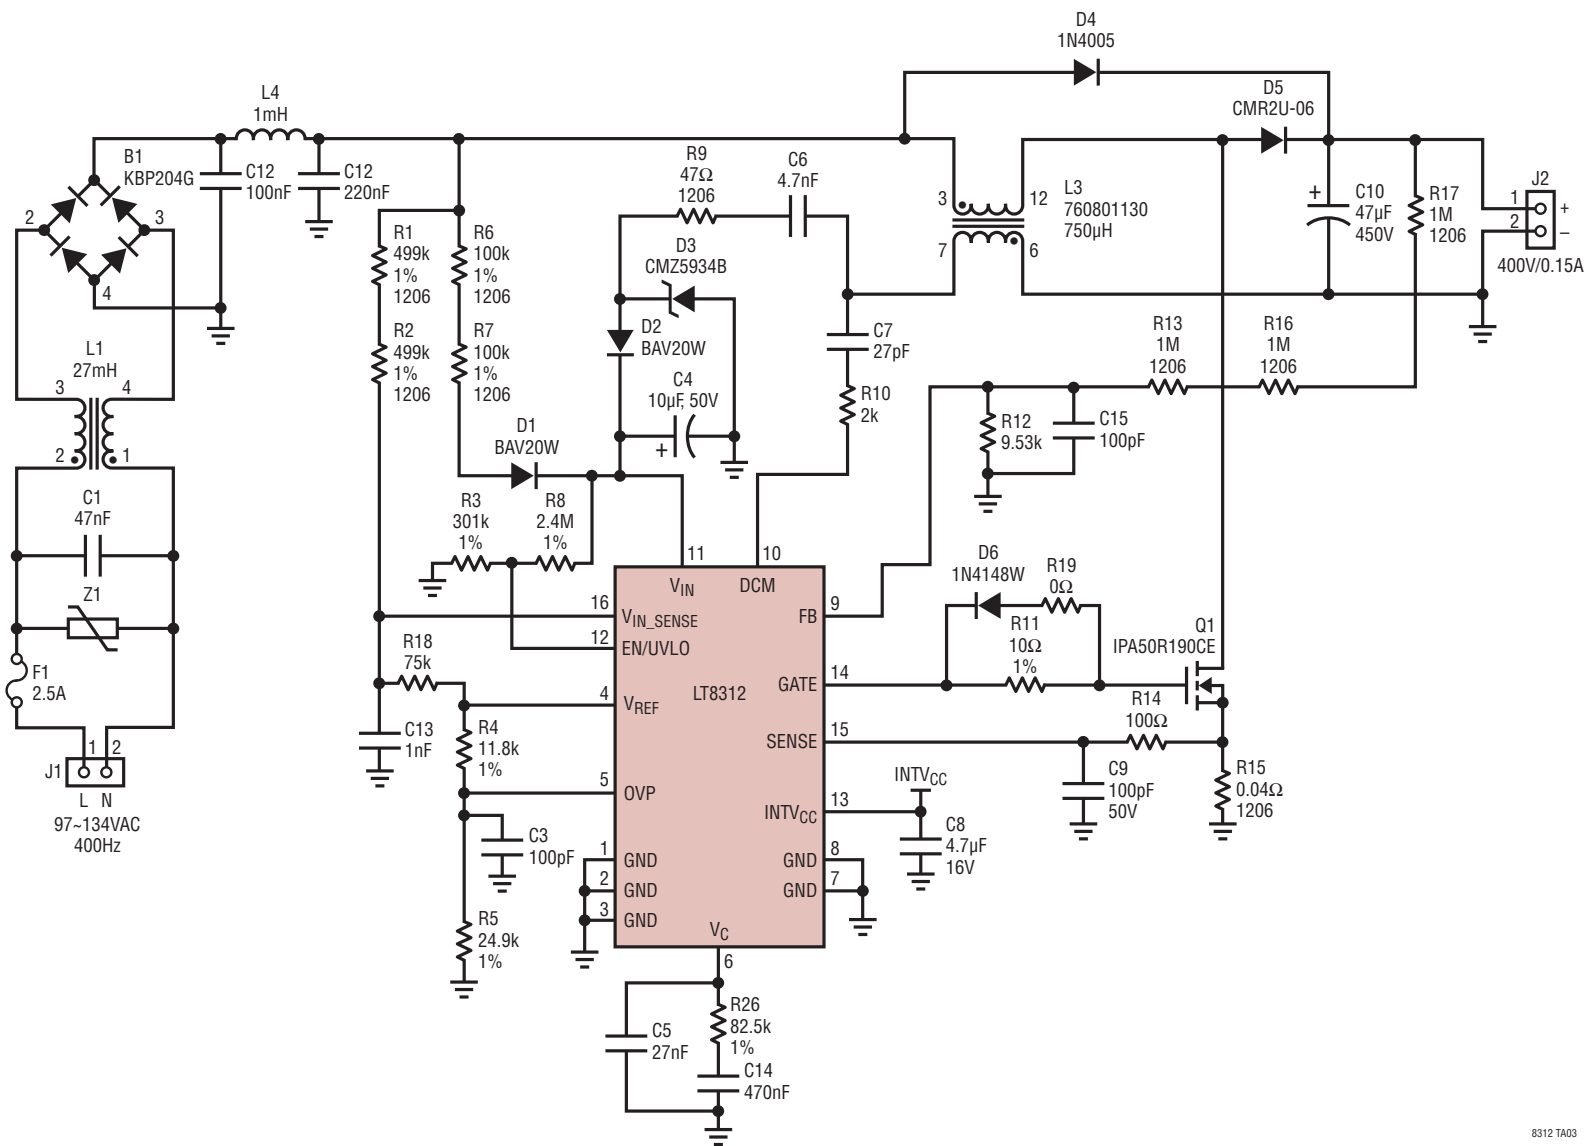 D4
1N4005
D5
CMR2U-06
L4
1mH
B1
KBP204G
C12
100nF
C12
220nF
R9
47Ω
1206
C6
4.7nF
3
12
L3
760801130
750µH
7
6
+
C10
47µF
450V
R17
1M
1206
J2
1
+
2
–
400V/0.15A
2
3
4
R1
499k
1%
1206
R6
100k
1%
1206
D3
CMZ5934B
R2
499k
1%
1206
R7
100k
1%
1206
D2
BAV20W
C4
10µF, 50V
+
C7
27pF
R10
2k
R13
1M
1206
R16
1M
1206
R12
9.53k
C15
100pF
L1
27mH
3
4
2
1
D1
BAV20W
R3
301k
1%
R8
2.4M
1%
C1
47nF
Z1
F1
2.5A
1
2
J1
L N
97~134VAC
400Hz
11
10
VIN
DCM
16
VIN_SENSE
12
EN/UVLO
FB
9
D6
1N4148W
R19
0Ω
R11
10Ω
1%
Q1
IPA50R190CE
R18
75k
4
VREF
LT8312
GATE
14
R14
100Ω
C13
1nF
R4
11.8k
1%
SENSE
15
5
OVP
C9
100pF
50V
R15
0.04Ω
1206
INTVCC
INTVCC
13
C8
4.7µF
16V
C3
100pF
1
GND
2
GND
3
GND
GND
8
GND
7
VC
6
R5
24.9k
1%
C5
27nF
R26
82.5k
1%
C14
470nF
8312 TA03